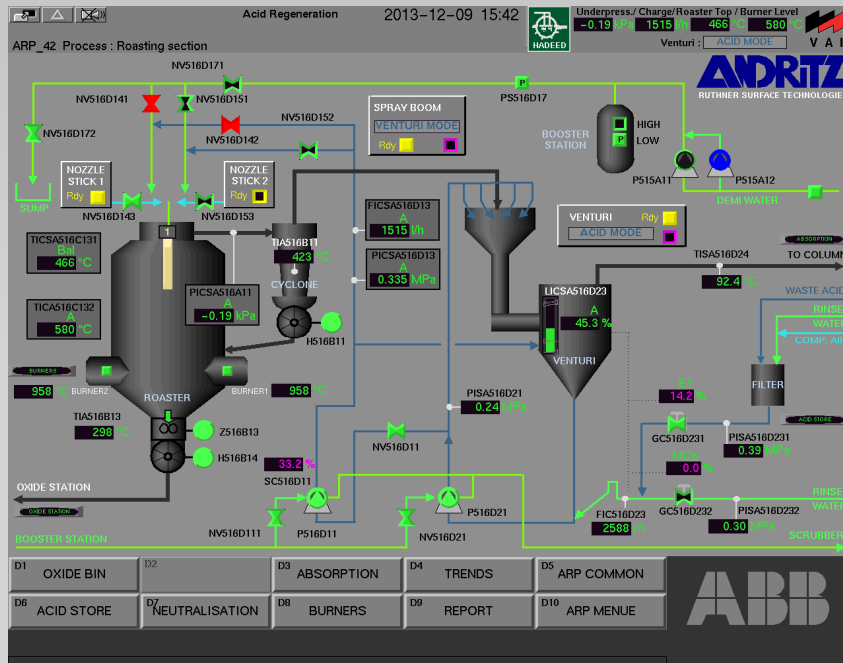 Acid Regeneration
2013-12-09 15:42
HADEED
Underpress./ Charge/Roaster Top / Burner Level
-0.19 kPa 1515 l/h 466 °C 580 °C
Venturi : ACID MODE
VAI
ARP_42 Process : Roasting section
ANDRITZ
RUTHNER SURFACE TECHNOLOGIE
NV516D171
NV516D141
NV516D151
NV516D152
NV516D142
NV516D172
PS516D17
P
SPRAY BOOM
VENTURI MODE
Rdy
BOOSTER
STATION
HIGH
P LOW
P515A11
P515A12
DEMI WATER
NOZZLE
STICK 1
Rdy
NOZZLE
STICK 2
Rdy
SUMP
NV516D143
NV516D153
1
FICSA516D13
A
1515 l/h
VENTURI Rdy
ACID MODE
TICSA516C131
Bal
466 °C
TIA516B11
423 °C
CYCLONE
PICSA516D13
A
0.335 MPa
ABSORPTION
TO COLUMN
TISA516D24
92.4 °C
TICA516C132
A
580 °C
PICSA516A11
A
-0.19 kPa
H516B11
LICSA516D23
A
45.3 %
VENTURI
WASTE ACID
RINSE
WATER
COMP. AIR
BURNERS
958 °C
BURNER2
ROASTER
BURNER1
958 °C
FILTER
PISA516D21
0.24 MPa
14.2 %
TIA516B13
298 °C
Z516B13
H516B14
NV516D11
ACID STORE
GC516D231
PISA516D231
0.39 MPa
0.0 %
33.2 %
SC516D11
OXIDE STATION
OXIDE STATION
NV516D111
P516D11
NV516D21
P516D21
FIC516D23
2588 l/h
GC516D232
PISA516D232
0.30 MPa
RINSE
WATER
BOOSTER STATION
SCRUBBER
D1 OXIDE BIN
D2
D3 ABSORPTION
D4 TRENDS
D5 ARP COMMON
D6 ACID STORE
D7 NEUTRALISATION
D8 BURNERS
D9 REPORT
D10 ARP MENUE
ABB